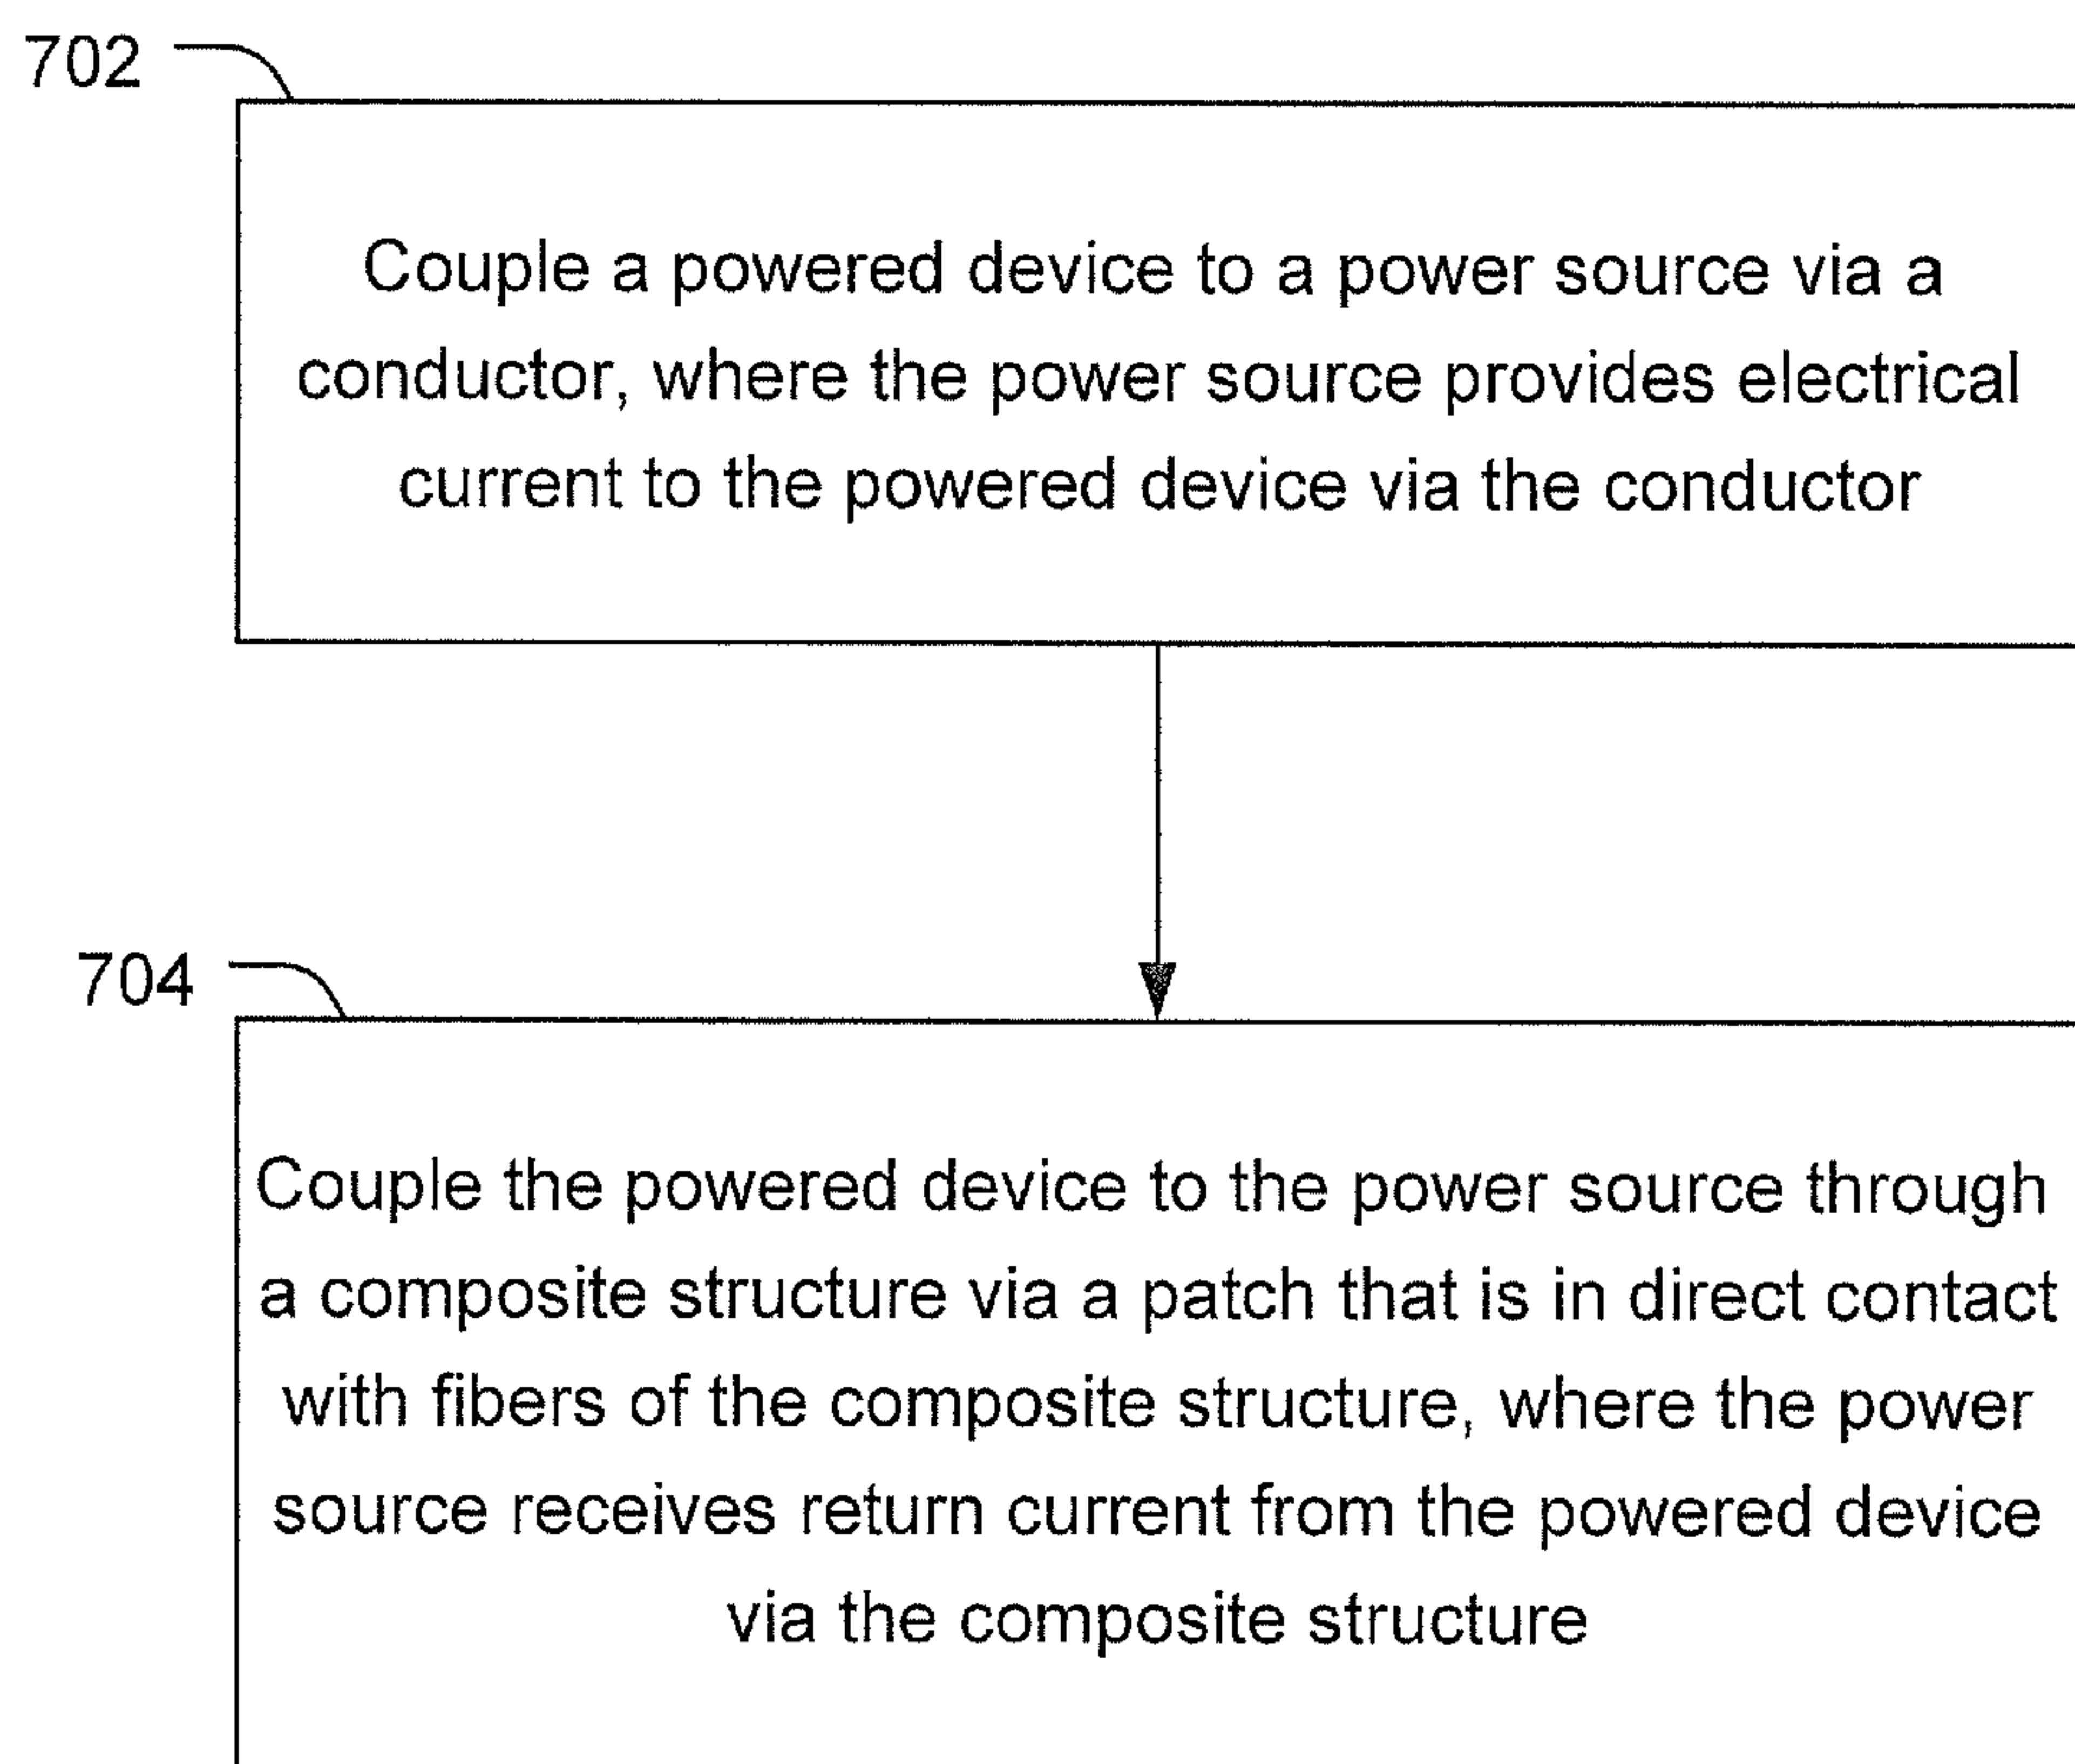 702
Couple a powered device to a power source via a
conductor, where the power source provides electrical
current to the powered device via the conductor
704
Couple the powered device to the power source through
a composite structure via a patch that is in direct contact
with fibers of the composite structure, where the power
source receives return current from the powered device
via the composite structure